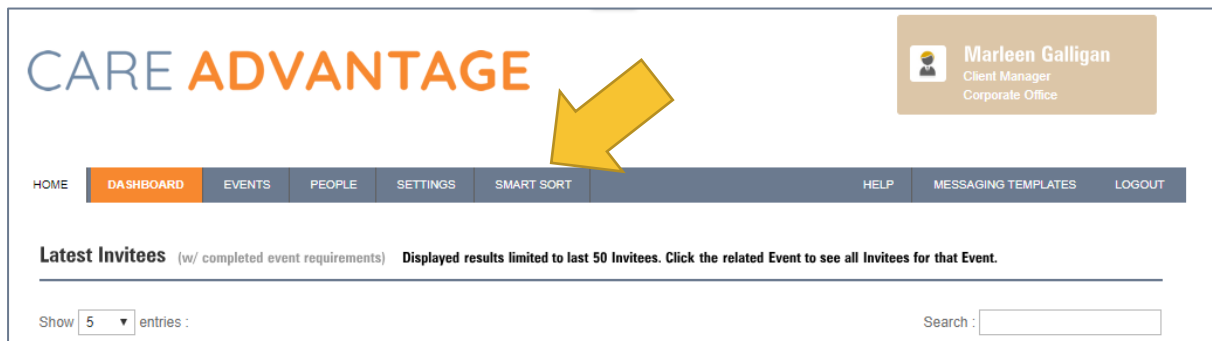 CARE ADVANTAGE
Marleen Galligan
Client Manager
Corporate Office
HOME DASHBOARD EVENTS PEOPLE SETTINGS SMART SORT HELP MESSAGING TEMPLATES LOGOUT
Latest Invitees (w/ completed event requirements) Displayed results limited to last 50 Invitees. Click the related Event to see all Invitees for that Event.
Show 5 entries : Search :